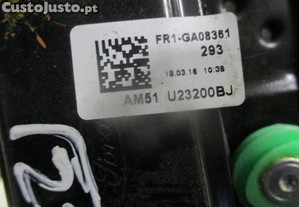 CustoJusto.pt
FR1-GA08361
293
18.03.16 10:38
AM51 U23200BJ